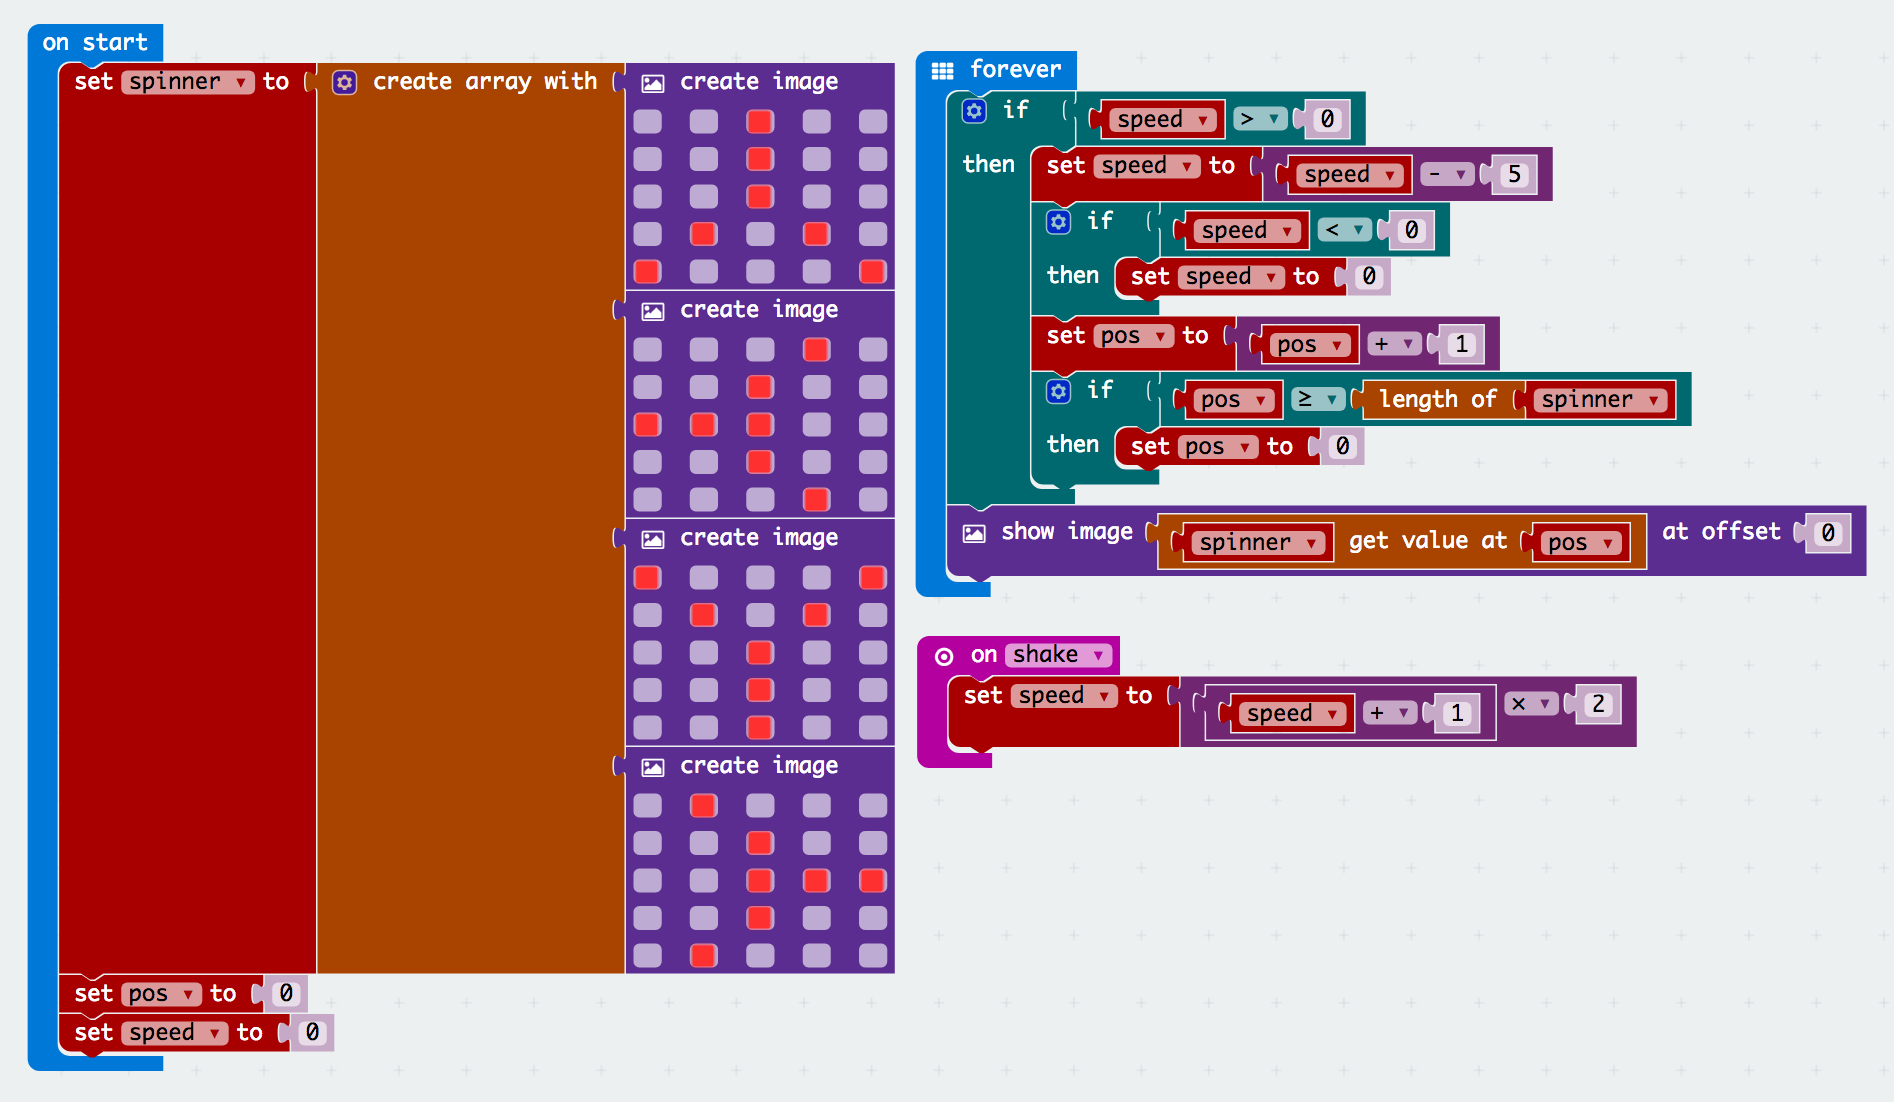 on start
set spinner ▼ to create array with create image
create image
create image
create image
set pos ▼ to 0
set speed ▼ to 0
forever
if speed ▼ > ▼ 0
then set speed ▼ to speed ▼ - ▼ 5
if speed ▼ < ▼ 0
then set speed ▼ to 0
set pos ▼ to pos ▼ + ▼ 1
if pos ▼ ≥ ▼ length of spinner ▼
then set pos ▼ to 0
show image spinner ▼ get value at pos ▼ at offset 0
on shake ▼
set speed ▼ to speed ▼ + ▼ 1 × ▼ 2